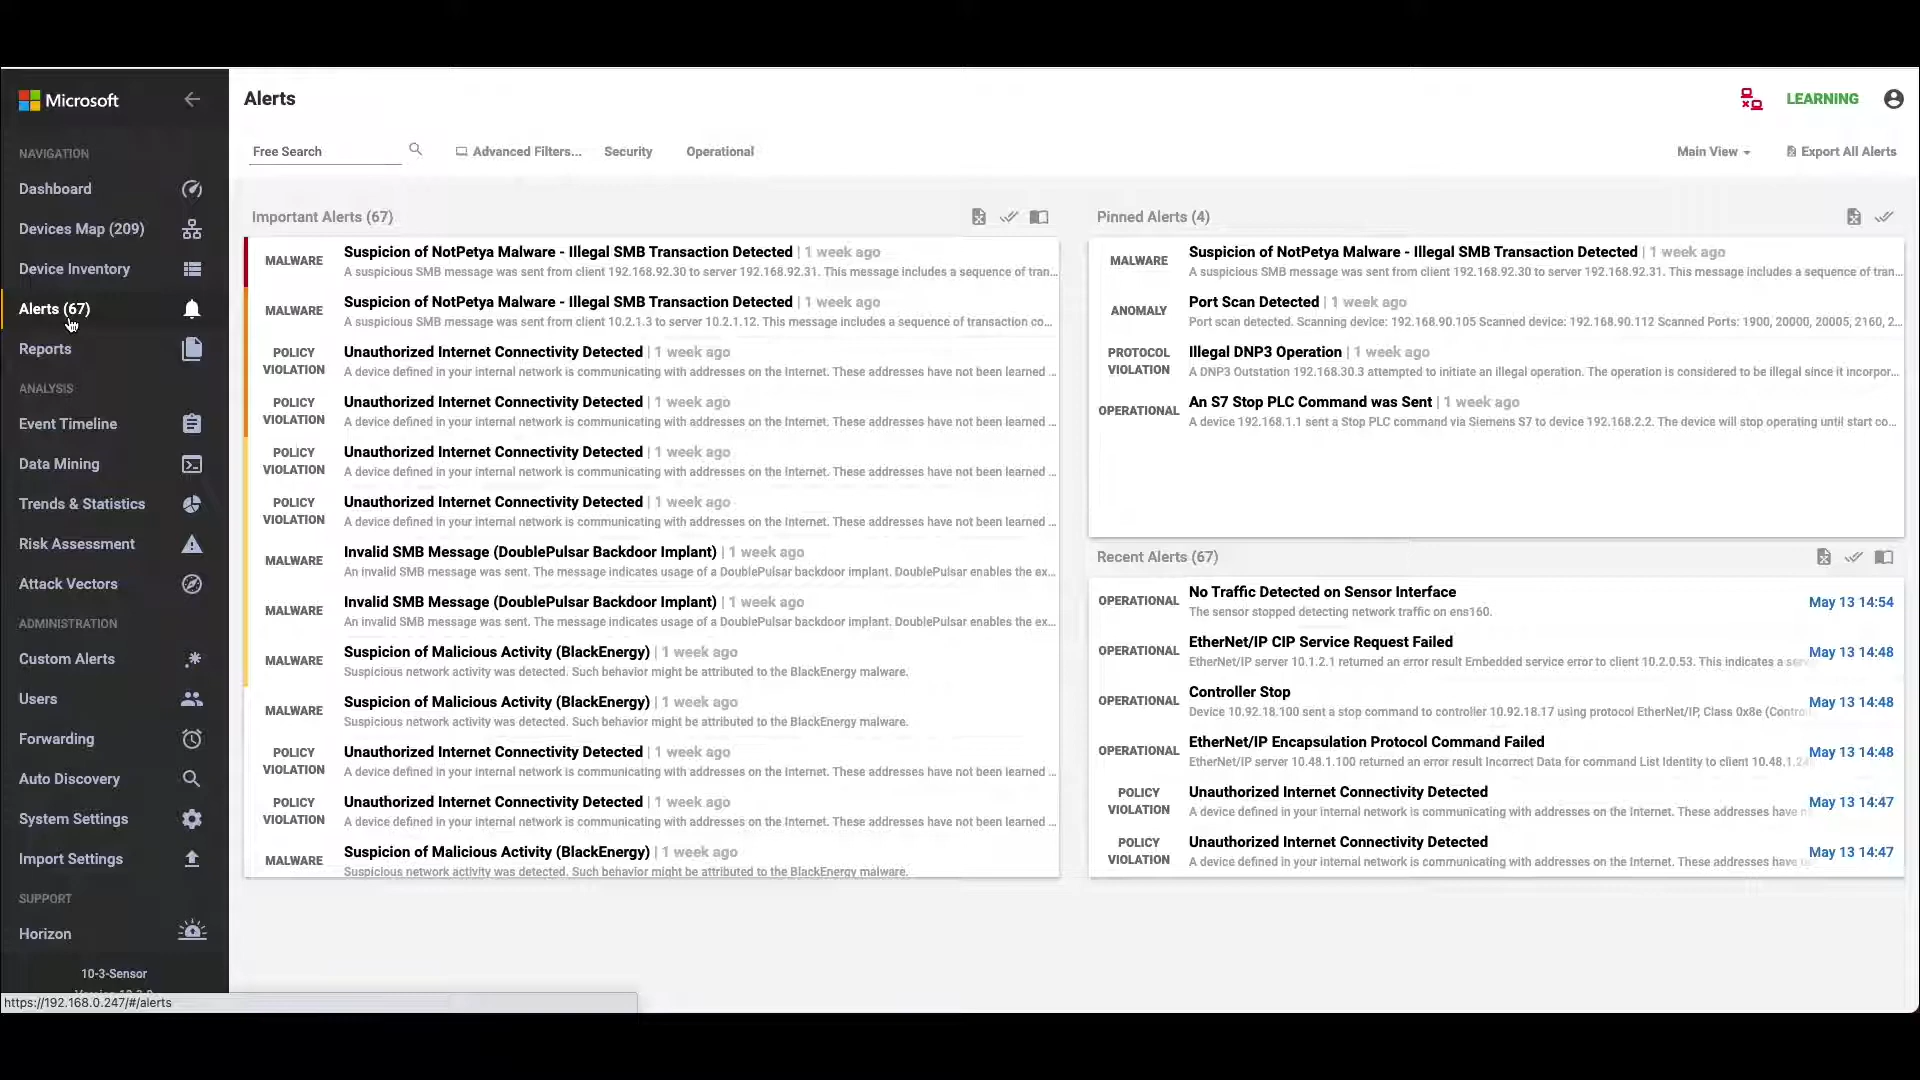 Microsoft
NAVIGATION
Dashboard
Devices Map (209)
Device Inventory
Alerts (67)
Reports
ANALYSIS
Event Timeline
Data Mining
Trends & Statistics
Risk Assessment
Attack Vectors
ADMINISTRATION
Custom Alerts
Users
Forwarding
Auto Discovery
System Settings
Import Settings
SUPPORT
Horizon
10-3-Sensor
https://192.168.0.247/#/alerts
Alerts
LEARNING
Free Search
Advanced Filters...
Security
Operational
Main View
Export All Alerts
Important Alerts (67)
MALWARE
Suspicion of NotPetya Malware - Illegal SMB Transaction Detected | 1 week ago
A suspicious SMB message was sent from client 192.168.92.30 to server 192.168.92.31. This message includes a sequence of tran...
MALWARE
Suspicion of NotPetya Malware - Illegal SMB Transaction Detected | 1 week ago
A suspicious SMB message was sent from client 10.2.1.3 to server 10.2.1.12. This message includes a sequence of transaction co...
POLICY
VIOLATION
Unauthorized Internet Connectivity Detected | 1 week ago
A device defined in your internal network is communicating with addresses on the Internet. These addresses have not been learned ...
POLICY
VIOLATION
Unauthorized Internet Connectivity Detected | 1 week ago
A device defined in your internal network is communicating with addresses on the Internet. These addresses have not been learned ...
POLICY
VIOLATION
Unauthorized Internet Connectivity Detected | 1 week ago
A device defined in your internal network is communicating with addresses on the Internet. These addresses have not been learned ...
POLICY
VIOLATION
Unauthorized Internet Connectivity Detected | 1 week ago
A device defined in your internal network is communicating with addresses on the Internet. These addresses have not been learned ...
MALWARE
Invalid SMB Message (DoublePulsar Backdoor Implant) | 1 week ago
An invalid SMB message was sent. The message indicates usage of a DoublePulsar backdoor implant. DoublePulsar enables the ex...
MALWARE
Invalid SMB Message (DoublePulsar Backdoor Implant) | 1 week ago
An invalid SMB message was sent. The message indicates usage of a DoublePulsar backdoor implant. DoublePulsar enables the ex...
MALWARE
Suspicion of Malicious Activity (BlackEnergy) | 1 week ago
Suspicious network activity was detected. Such behavior might be attributed to the BlackEnergy malware.
MALWARE
Suspicion of Malicious Activity (BlackEnergy) | 1 week ago
Suspicious network activity was detected. Such behavior might be attributed to the BlackEnergy malware.
POLICY
VIOLATION
Unauthorized Internet Connectivity Detected | 1 week ago
A device defined in your internal network is communicating with addresses on the Internet. These addresses have not been learned ...
POLICY
VIOLATION
Unauthorized Internet Connectivity Detected | 1 week ago
A device defined in your internal network is communicating with addresses on the Internet. These addresses have not been learned ...
MALWARE
Suspicion of Malicious Activity (BlackEnergy) | 1 week ago
Suspicious network activity was detected. Such behavior might be attributed to the BlackEnergy malware.
Pinned Alerts (4)
MALWARE
Suspicion of NotPetya Malware - Illegal SMB Transaction Detected | 1 week ago
A suspicious SMB message was sent from client 192.168.92.30 to server 192.168.92.31. This message includes a sequence of tran...
ANOMALY
Port Scan Detected | 1 week ago
Port scan detected. Scanning device: 192.168.90.105 Scanned device: 192.168.90.112 Scanned Ports: 1900, 20000, 20005, 2160, 2...
PROTOCOL
VIOLATION
Illegal DNP3 Operation | 1 week ago
A DNP3 Outstation 192.168.30.3 attempted to initiate an illegal operation. The operation is considered to be illegal since it incorpor...
OPERATIONAL
An S7 Stop PLC Command was Sent | 1 week ago
A device 192.168.1.1 sent a Stop PLC command via Siemens S7 to device 192.168.2.2. The device will stop operating until start co...
Recent Alerts (67)
OPERATIONAL
No Traffic Detected on Sensor Interface
The sensor stopped detecting network traffic on ens160.
May 13 14:54
OPERATIONAL
EtherNet/IP CIP Service Request Failed
EtherNet/IP server 10.1.2.1 returned an error result Embedded service error to client 10.2.0.53. This indicates a
May 13 14:48
OPERATIONAL
Controller Stop
Device 10.92.18.100 sent a stop command to controller 10.92.18.17 using protocol EtherNet/IP, Class 0x8e
May 13 14:48
OPERATIONAL
EtherNet/IP Encapsulation Protocol Command Failed
EtherNet/IP server 10.48.1.100 returned an error result Incorrect Data for command List Identity to client
May 13 14:48
POLICY
VIOLATION
Unauthorized Internet Connectivity Detected
A device defined in your internal network is communicating with addresses on the Internet. These addresses have
May 13 14:47
POLICY
VIOLATION
Unauthorized Internet Connectivity Detected
A device defined in your internal network is communicating with addresses on the Internet. These addresses have
May 13 14:47